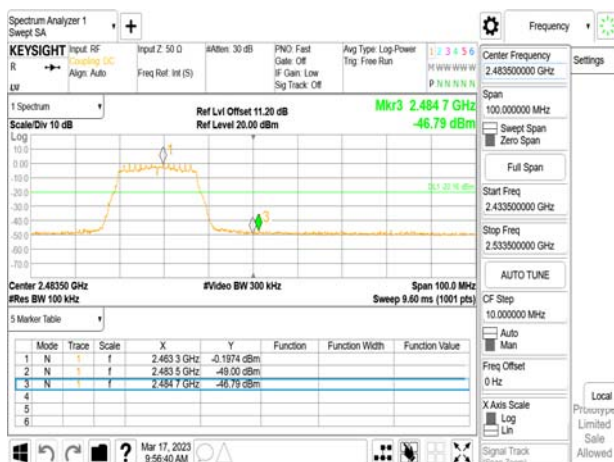 Spectrum Analyzer 1
Swept SA
+
Frequency
KEYSIGHT Input: RF Input Z: 50 Ω #Atten: 30 dB PNO: Fast Avg Type: Log-Power 1 2 3 4 5 6
R Coupling: DC Gate: Off Trig: Free Run M W W W W W
Align: Auto Freq Ref: Int (S) IF Gain: Low
Sig Track: Off P N N N N N
Center Frequency
2.483500000 GHz
Settings
Span
100.000000 MHz
Swept Span
Zero Span
Full Span
Start Freq
2.433500000 GHz
Stop Freq
2.533500000 GHz
AUTO TUNE
CF Step
10.000000 MHz
Auto
Man
Freq Offset
0 Hz
X Axis Scale
Log
Lin
Signal Track
Local
Prototype
Limited
Sale
Allowed
1 Spectrum
Ref Lvl Offset 11.20 dB
Mkr3 2.484 7 GHz
Scale/Div 10 dB
Ref Level 20.00 dBm
-46.79 dBm
Log
10.0
0.00
-10.0
-20.0
-30.0
-40.0
-50.0
-60.0
-70.0
1
3
Center 2.48350 GHz
#Video BW 300 kHz
Span 100.0 MHz
#Res BW 100 kHz
Sweep 9.60 ms (1001 pts)
5 Marker Table
Mode Trace Scale X Y Function Function Width Function Value
1 N 1 f 2.463 3 GHz -0.1974 dBm
2 N 1 f 2.483 5 GHz -49.00 dBm
3 N 1 f 2.484 7 GHz -46.79 dBm
4
5
6
?
Mar 17, 2023
9:56:40 AM